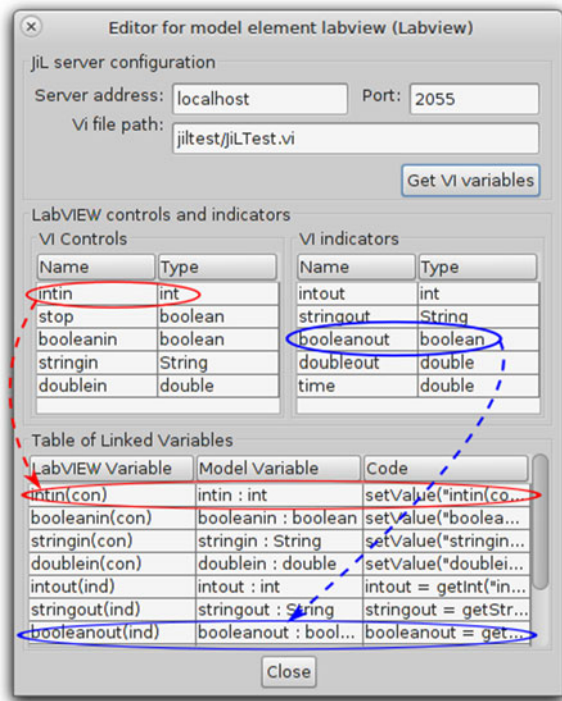 Editor for model element labview (Labview)
JiL server configuration
Server address: localhost Port: 2055
Vi file path: jiltest/JiLTest.vi
Get VI variables
LabVIEW controls and indicators
VI Controls
Name Type
intin int
stop boolean
booleanin boolean
stringin String
doublein double
VI indicators
Name Type
intout int
stringout String
booleanout boolean
doubleout double
time double
Table of Linked Variables
LabVIEW Variable Model Variable Code
intin(con) intin : int setValue("intin(co...
booleanin(con) booleanin : boolean setValue("boolea...
stringin(con) stringin : String setValue("stringin...
doublein(con) doublein : double setValue("doublei...
intout(ind) intout : int intout = getInt("in...
stringout(ind) stringout : String stringout = getStr...
booleanout(ind) booleanout : bool... booleanout = get...
Close